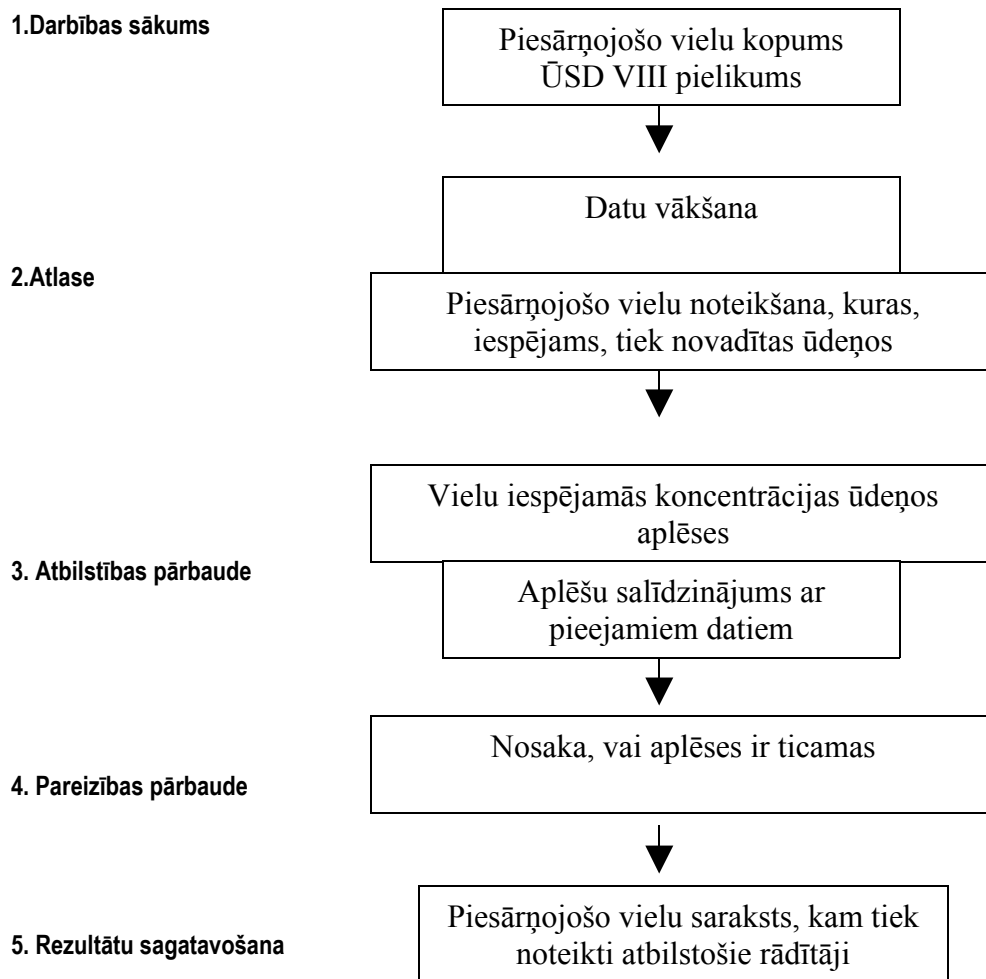 1.Darbības sākums
Piesārņojošo vielu kopums
ŪSD VIII pielikums
Datu vākšana
2.Atlase
Piesārņojošo vielu noteikšana, kuras,
iespējams, tiek novadītas ūdeņos
Vielu iespējamās koncentrācijas ūdeņos
aplēses
3. Atbilstības pārbaude
Aplēšu salīdzinājums ar
pieejamiem datiem
Nosaka, vai aplēses ir ticamas
4. Pareizības pārbaude
Piesārņojošo vielu saraksts, kam tiek
noteikti atbilstošie rādītāji
5. Rezultātu sagatavošana